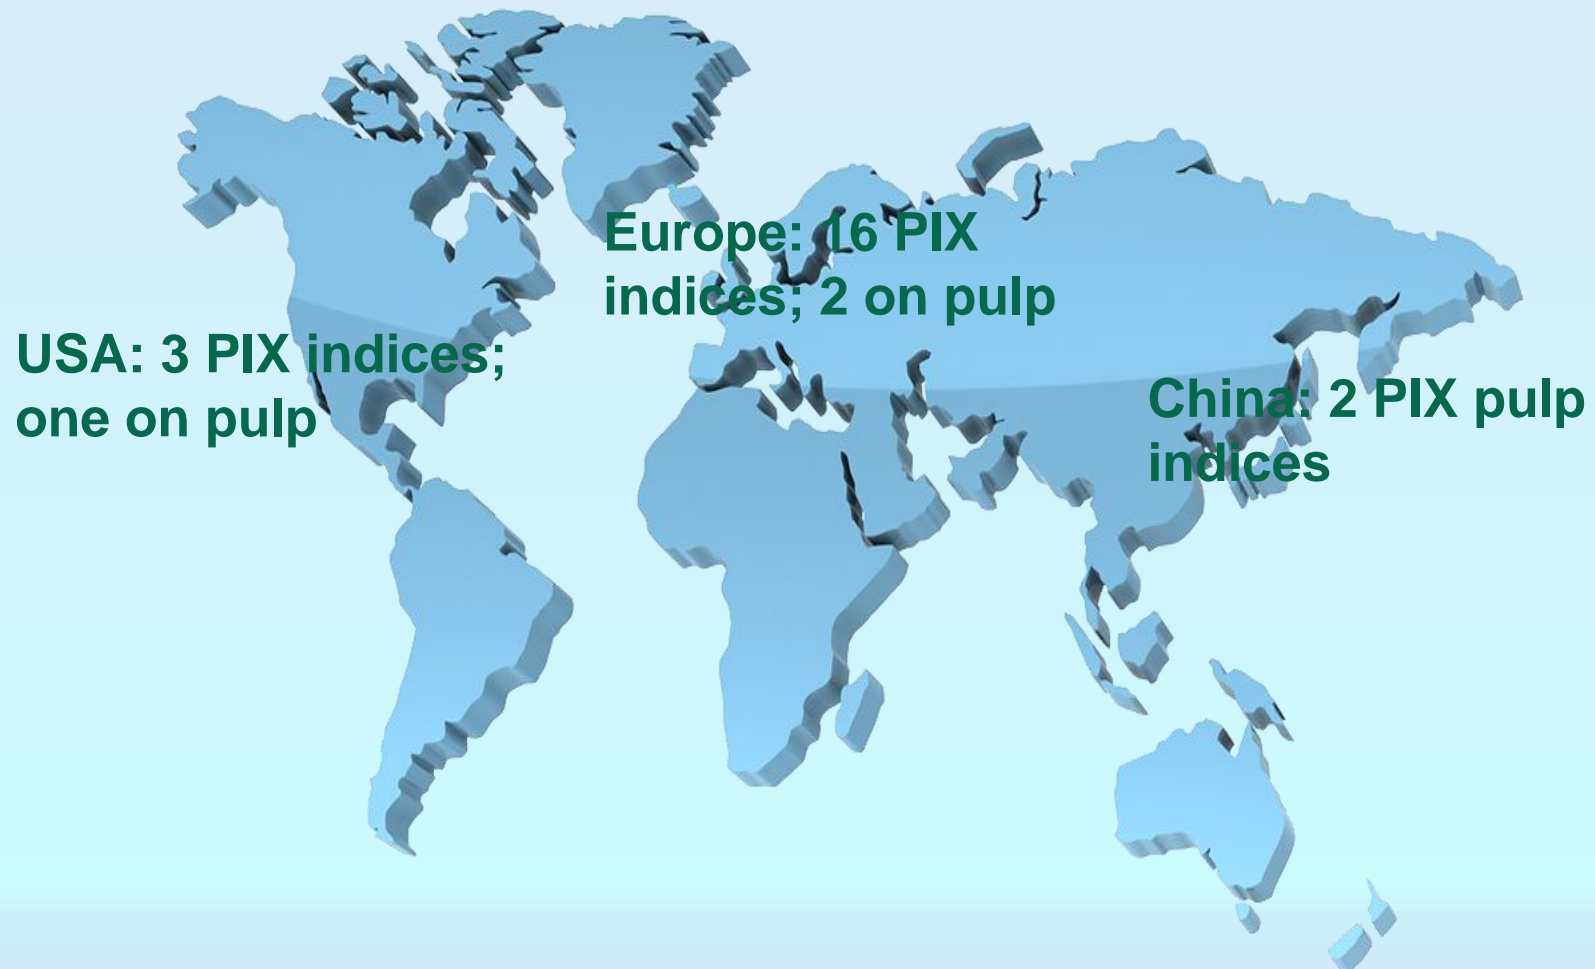 Europe: 16 PIX
indices; 2 on pulp
USA: 3 PIX indices;
one on pulp
China: 2 PIX pulp
indices